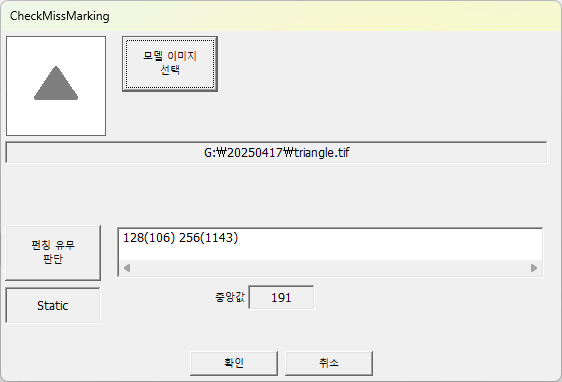 CheckMissMarking
모델 이미지
선택
G:₩20250417₩triangle.tif
펀칭 유무
판단
128(106) 256(1143)
Static
중앙값
191
확인
취소